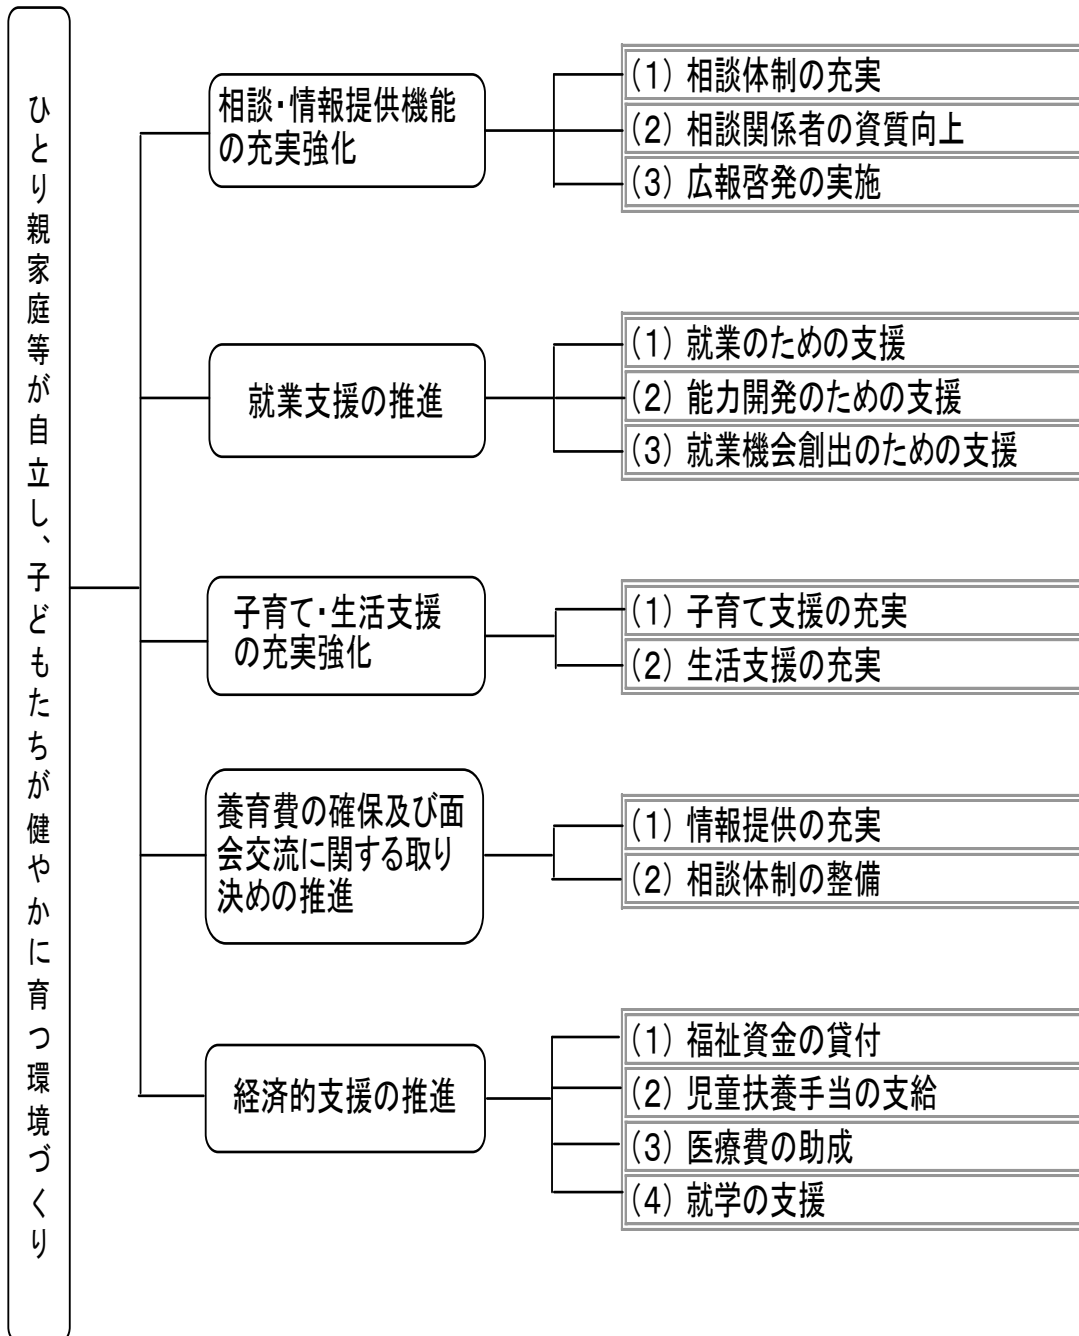 ひとり親家庭等が自立し、子どもたちが健やかに育つ環境づくり
相談・情報提供機能
の充実強化
(1) 相談体制の充実
(2) 相談関係者の資質向上
(3) 広報啓発の実施
就業支援の推進
(1) 就業のための支援
(2) 能力開発のための支援
(3) 就業機会創出のための支援
子育て・生活支援
の充実強化
(1) 子育て支援の充実
(2) 生活支援の充実
養育費の確保及び面
会交流に関する取り
決めの推進
(1) 情報提供の充実
(2) 相談体制の整備
経済的支援の推進
(1) 福祉資金の貸付
(2) 児童扶養手当の支給
(3) 医療費の助成
(4) 就学の支援